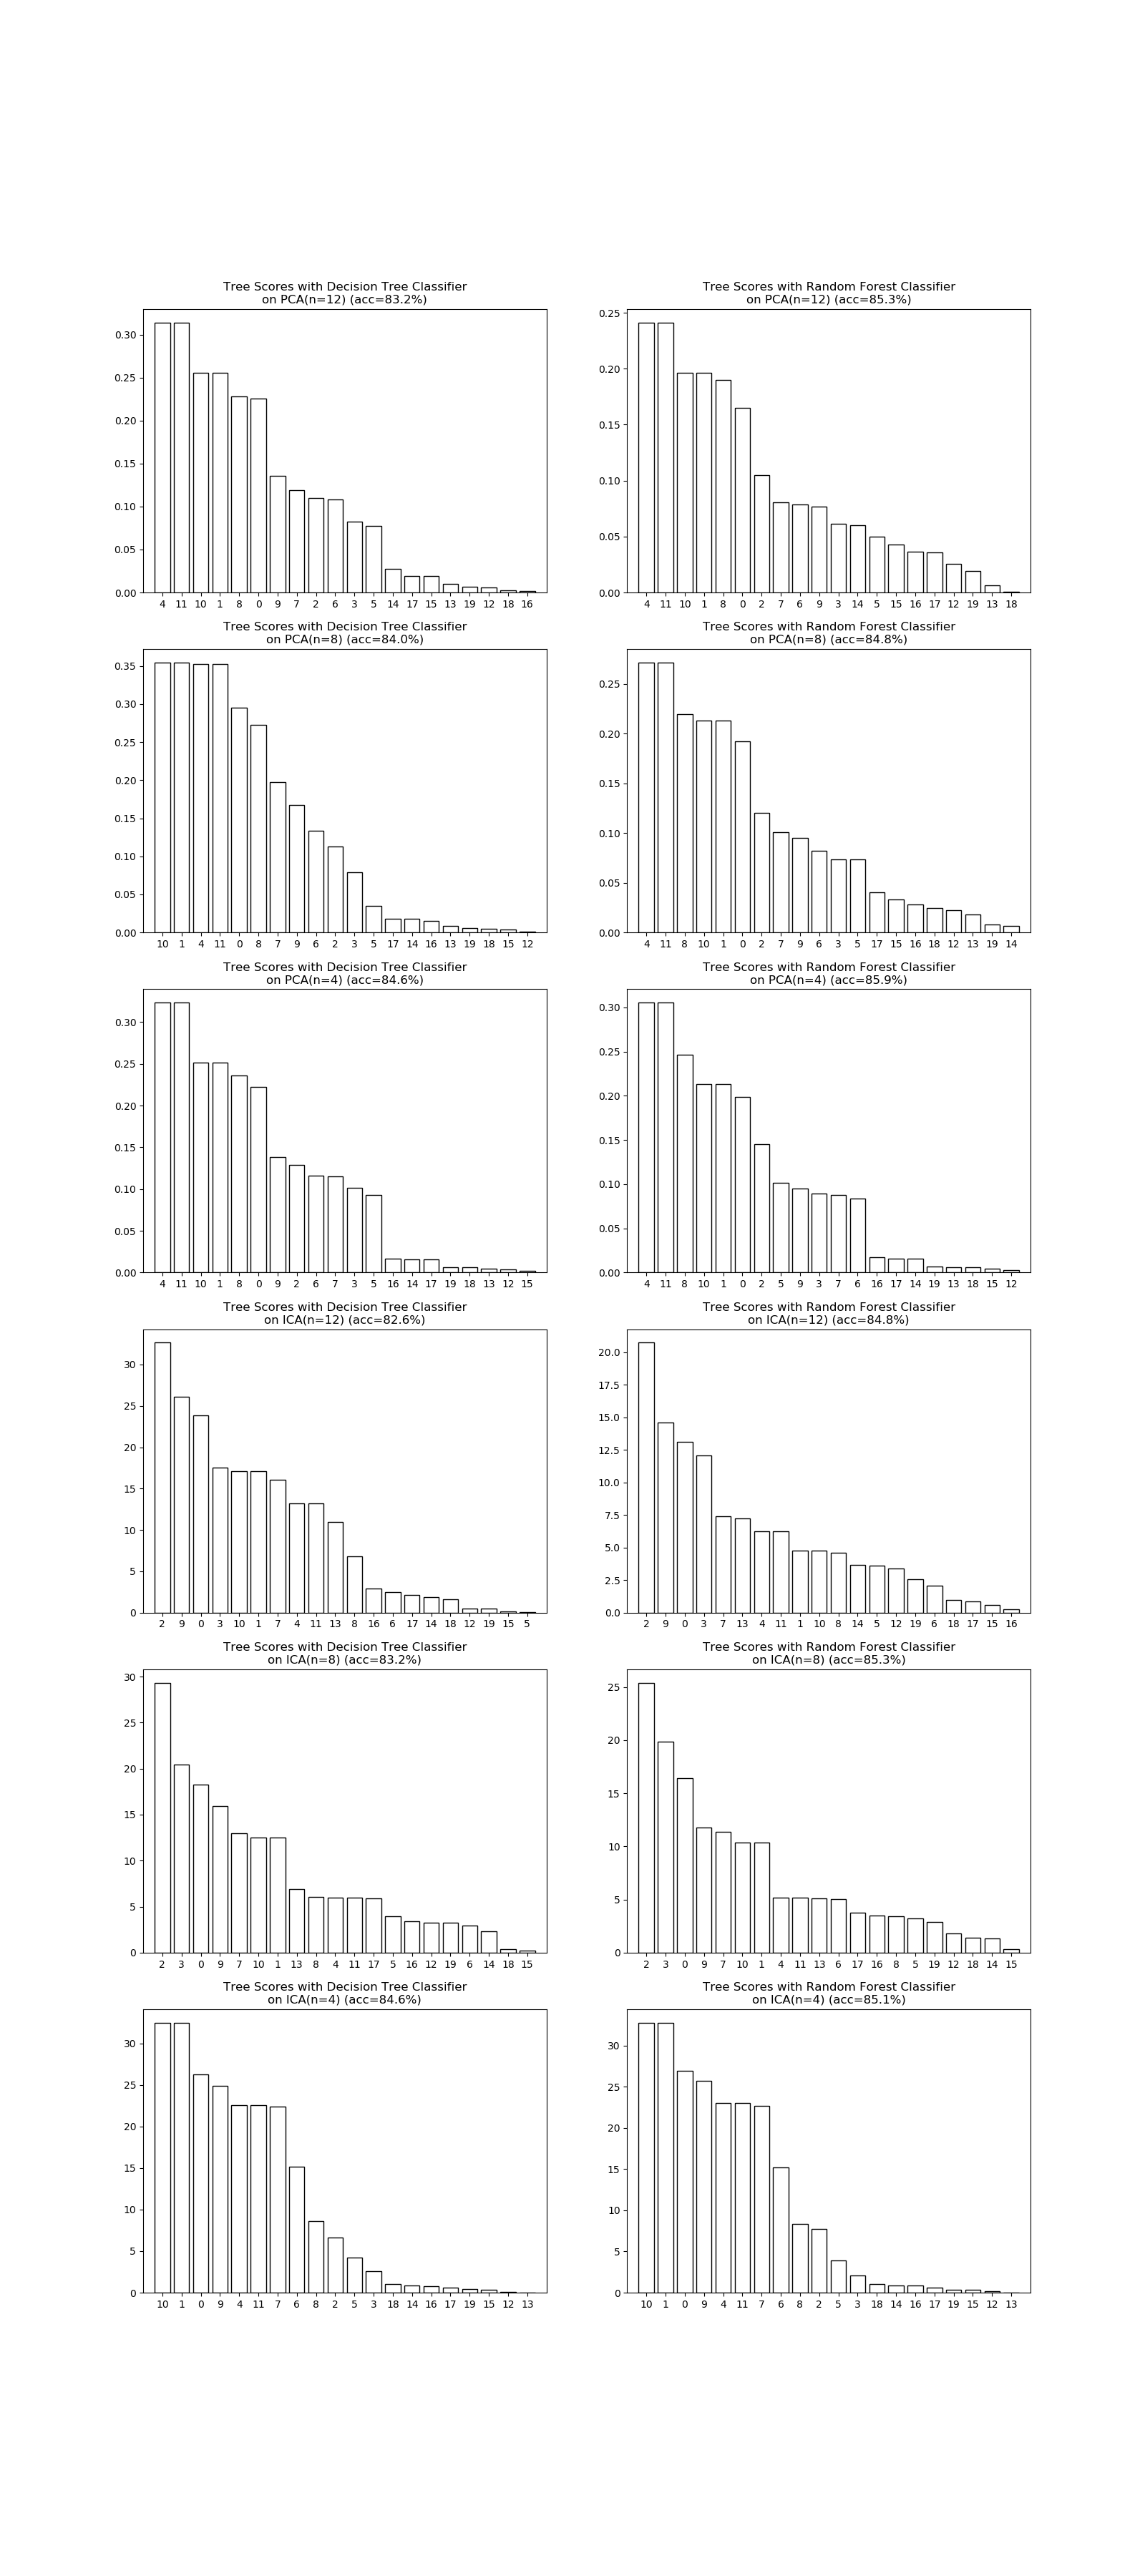 Tree Scores with Decision Tree Classifier
on PCA(n=12) (acc=83.2%)
0.30
0.25
0.20
0.15
0.10
0.05
0.00
4 11 10 1 8 0 9 7 2 6 3 5 14 17 15 13 19 12 18 16
Tree Scores with Random Forest Classifier
on PCA(n=12) (acc=85.3%)
0.25
0.20
0.15
0.10
0.05
0.00
4 11 10 1 8 0 2 7 6 9 3 14 5 15 16 17 12 19 13 18
Tree Scores with Decision Tree Classifier
on PCA(n=8) (acc=84.0%)
0.35
0.30
0.25
0.20
0.15
0.10
0.05
0.00
10 1 4 11 0 8 7 9 6 2 3 5 17 14 16 13 19 18 15 12
Tree Scores with Random Forest Classifier
on PCA(n=8) (acc=84.8%)
0.25
0.20
0.15
0.10
0.05
0.00
4 11 8 10 1 0 2 7 9 6 3 5 17 15 16 18 12 13 19 14
Tree Scores with Decision Tree Classifier
on PCA(n=4) (acc=84.6%)
0.30
0.25
0.20
0.15
0.10
0.05
0.00
4 11 10 1 8 0 9 2 6 7 3 5 16 14 17 19 18 13 12 15
Tree Scores with Random Forest Classifier
on PCA(n=4) (acc=85.9%)
0.30
0.25
0.20
0.15
0.10
0.05
0.00
4 11 8 10 1 0 2 5 9 3 7 6 16 17 14 19 13 18 15 12
Tree Scores with Decision Tree Classifier
on ICA(n=12) (acc=82.6%)
30
25
20
15
10
5
0
2 9 0 3 10 1 7 4 11 13 8 16 6 17 14 18 12 19 15 5
Tree Scores with Random Forest Classifier
on ICA(n=12) (acc=84.8%)
20.0
17.5
15.0
12.5
10.0
7.5
5.0
2.5
0.0
2 9 0 3 7 13 4 11 1 10 8 14 5 12 19 6 18 17 15 16
Tree Scores with Decision Tree Classifier
on ICA(n=8) (acc=83.2%)
30
25
20
15
10
5
0
2 3 0 9 7 10 1 13 8 4 11 17 5 16 12 19 6 14 18 15
Tree Scores with Random Forest Classifier
on ICA(n=8) (acc=85.3%)
25
20
15
10
5
0
2 3 0 9 7 10 1 4 11 13 6 17 16 8 5 19 12 18 14 15
Tree Scores with Decision Tree Classifier
on ICA(n=4) (acc=84.6%)
30
25
20
15
10
5
0
10 1 0 9 4 11 7 6 8 2 5 3 18 14 16 17 19 15 12 13
Tree Scores with Random Forest Classifier
on ICA(n=4) (acc=85.1%)
30
25
20
15
10
5
0
10 1 0 9 4 11 7 6 8 2 5 3 18 14 16 17 19 15 12 13